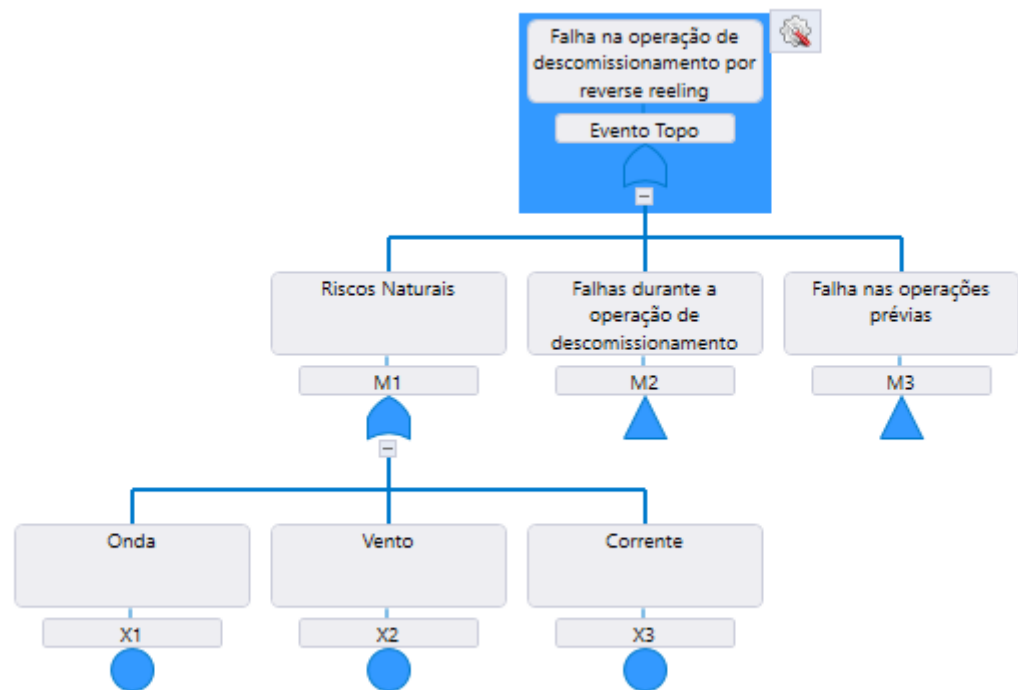 Falha na operação de
descomissionamento por
reverse reeling
Evento Topo
Riscos Naturais
M1
Falhas durante a
operação de
descomissionamento
M2
Falha nas operações
prévias
M3
Onda
X1
Vento
X2
Corrente
X3